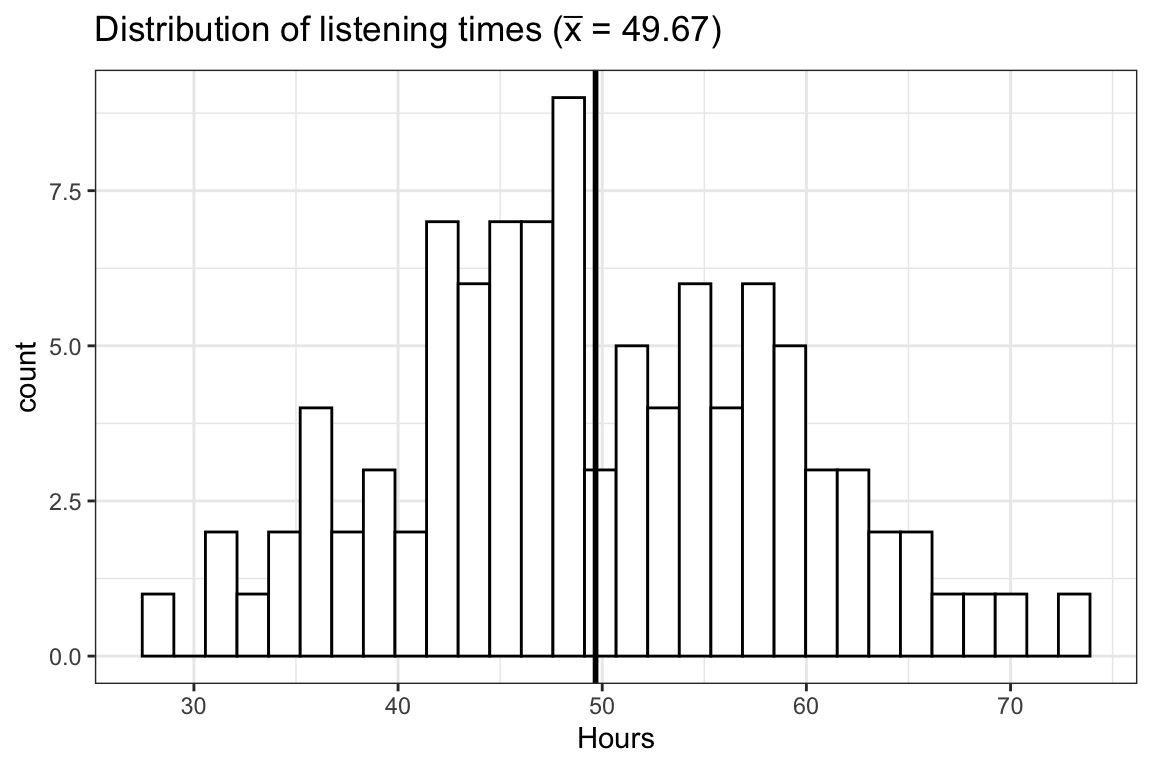 Distribution of listening times (x̅ = 49.67)
7.5
5.0
2.5
0.0
count
30 40 50 60 70
Hours